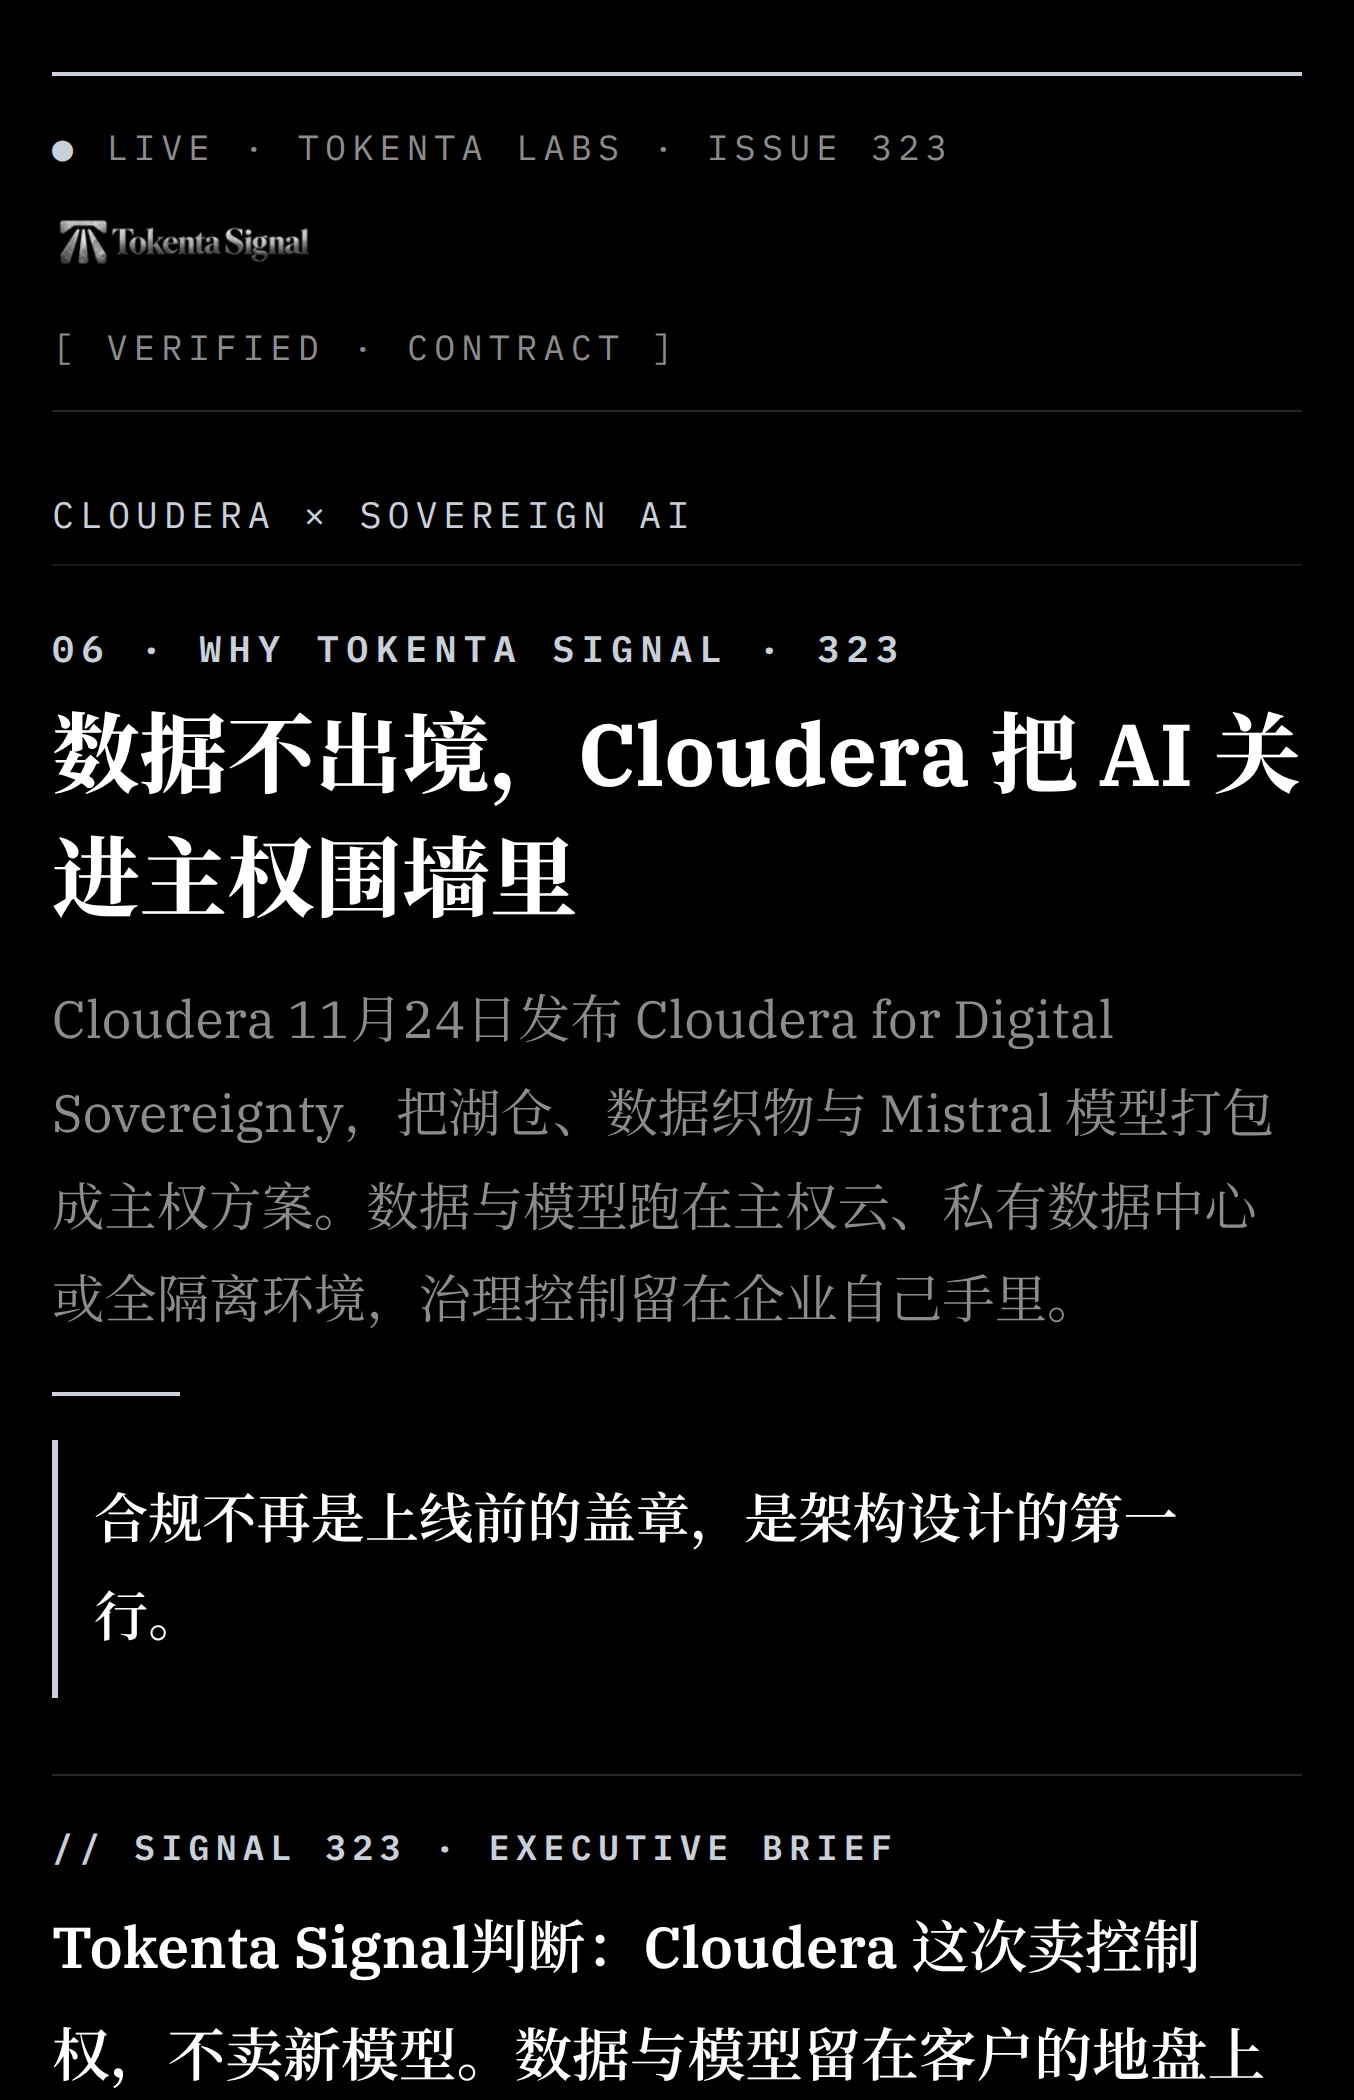 ● LIVE · TOKENTA LABS · ISSUE 323
Tokenta Signal
[ VERIFIED · CONTRACT ]
CLOUDERA × SOVEREIGN AI
06 · WHY TOKENTA SIGNAL · 323
数据不出境，Cloudera 把 AI 关
进主权围墙里
Cloudera 11月24日发布 Cloudera for Digital
Sovereignty，把湖仓、数据织物与 Mistral 模型打包
成主权方案。数据与模型跑在主权云、私有数据中心
或全隔离环境，治理控制留在企业自己手里。
合规不再是上线前的盖章，是架构设计的第一
行。
// SIGNAL 323 · EXECUTIVE BRIEF
Tokenta Signal判断：Cloudera 这次卖控制
权，不卖新模型。数据与模型留在客户的地盘上